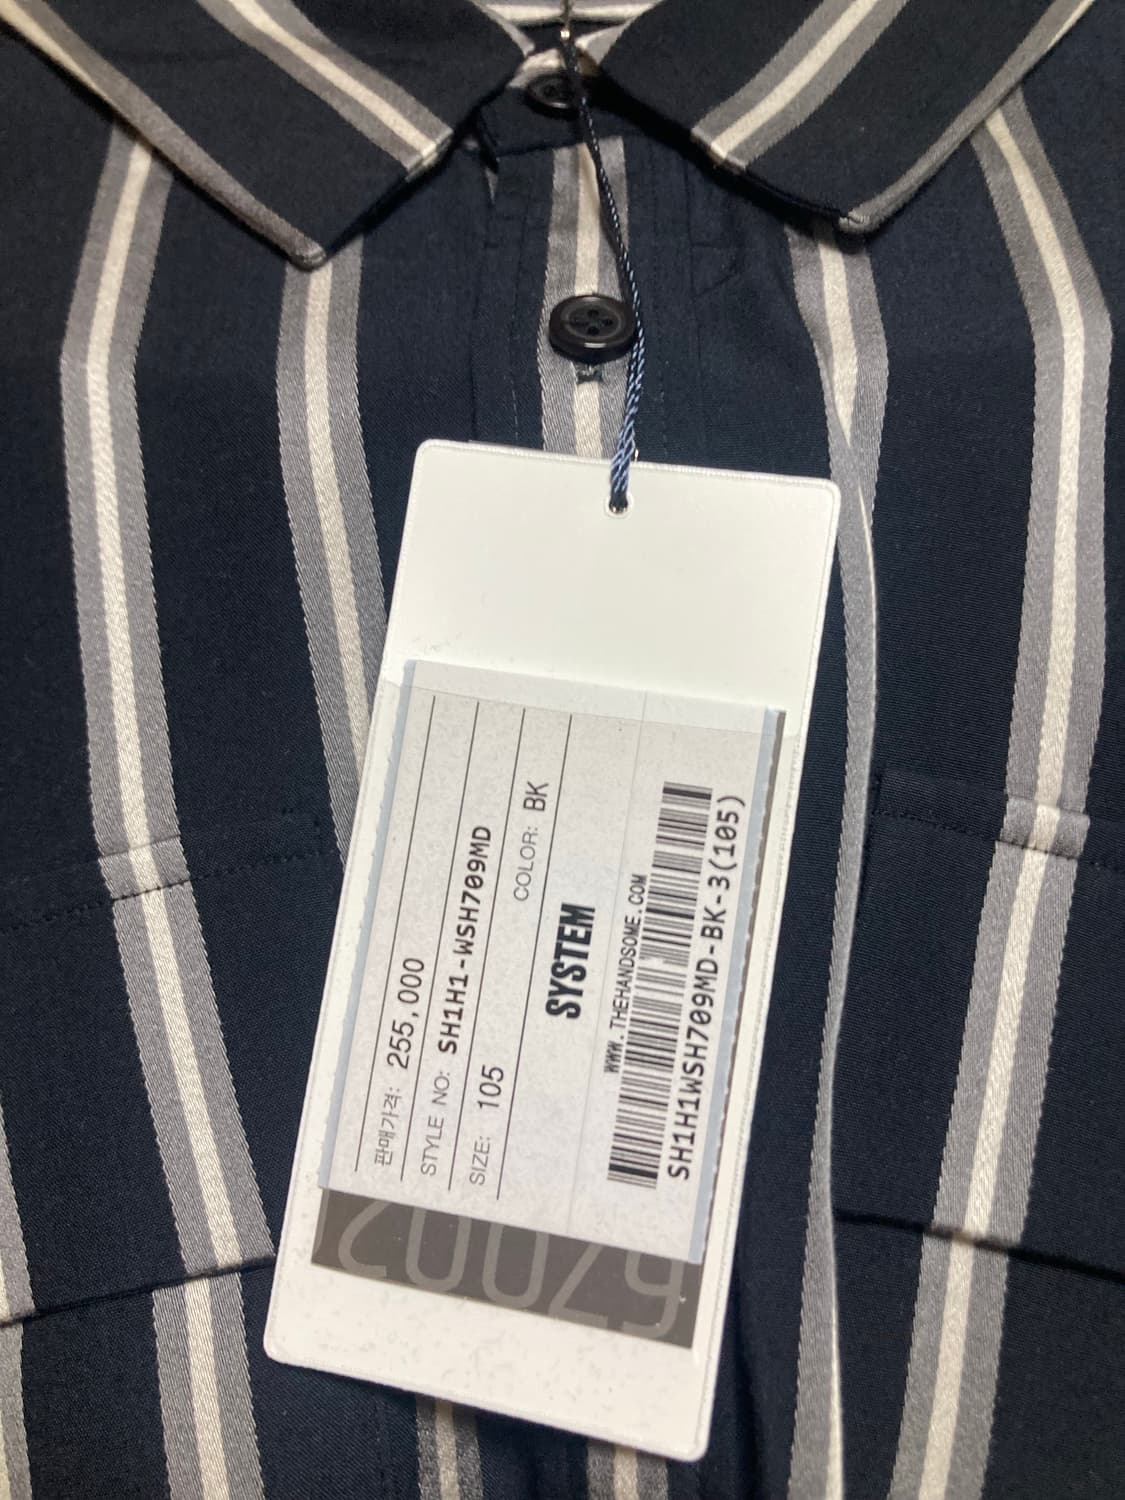 판매가격: 255,000
STYLE NO: SH1H1-WSH709MD
SIZE: 105 COLOR: BK
SYSTEM
WWW.THEHANDSOME.COM
SH1H1WSH709MD-BK-3(105)